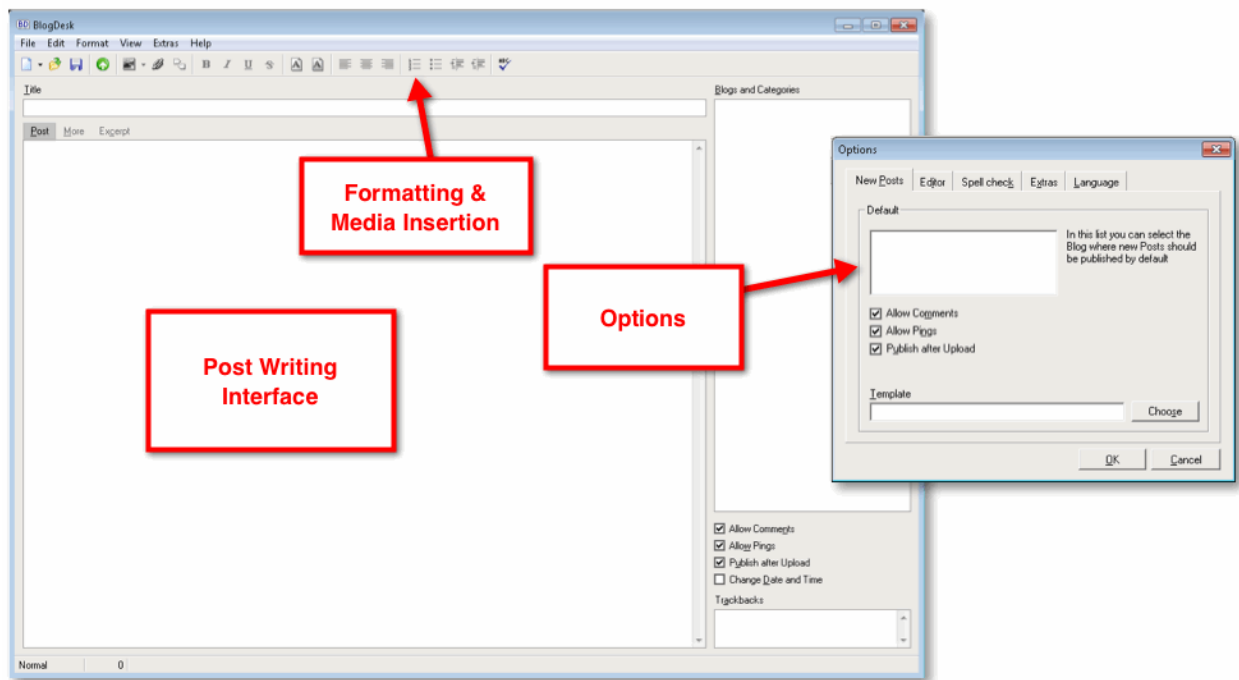 BlogDesk
File Edit Format View Extras Help
B I U S A A ABC
Title
Blogs and Categories
Post More Excerpt
Formatting &
Media Insertion
Options
Post Writing
Interface
Allow Comments
Allow Pings
Publish after Upload
Change Date and Time
Trackbacks
Normal 0
Options
New Posts Editor Spell check Extras Language
Default
In this list you can select the
Blog where new Posts should
be published by default
Allow Comments
Allow Pings
Publish after Upload
Template
Choose
OK Cancel